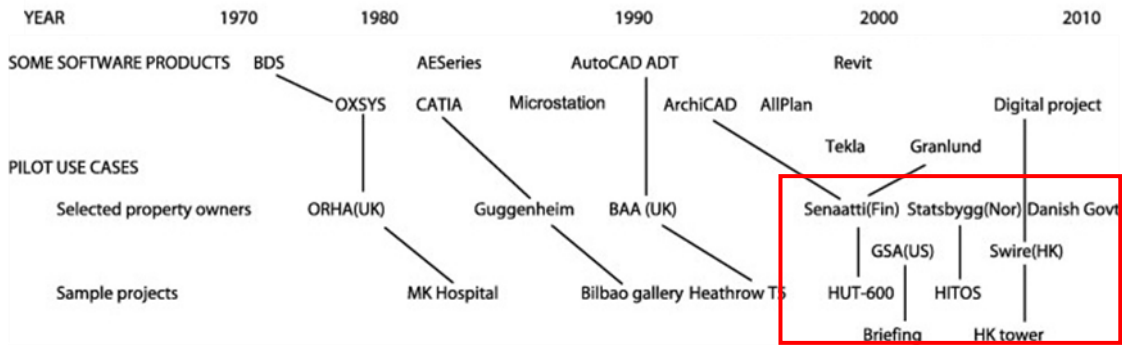 YEAR 1970 1980 1990 2000 2010
SOME SOFTWARE PRODUCTS BDS AESeries AutoCAD ADT Revit
OXSYS CATIA Microstation ArchiCAD AllPlan Digital project
Tekla Granlund
PILOT USE CASES
Selected property owners ORHA(UK) Guggenheim BAA (UK) Senaatti(Fin) Statsbygg(Nor) Danish Govt
GSA(US) Swire(HK)
Sample projects MK Hospital Bilbao gallery Heathrow T5 HUT-600 HITOS
Briefing HK tower